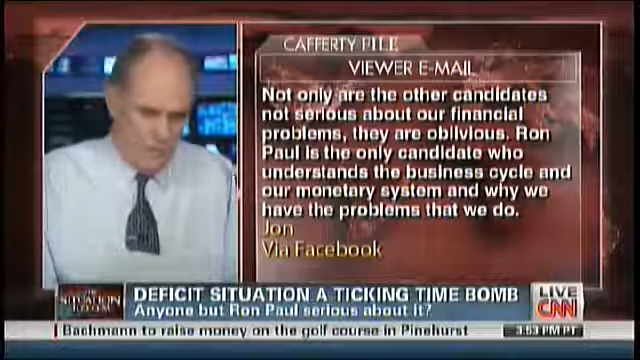 CAFFERTY FILE
VIEWER E-MAIL
Not only are the other candidates
not serious about our financial
problems, they are oblivious. Ron
Paul is the only candidate who
understands the business cycle and
our monetary system and why we
have the problems that we do.
Jon
Via Facebook
THE
SITUATION
ROOM
DEFICIT SITUATION A TICKING TIME BOMB
Anyone but Ron Paul serious about it?
LIVE
CNN
Bachmann to raise money on the golf course in Pinehurst
3:53 PM PT